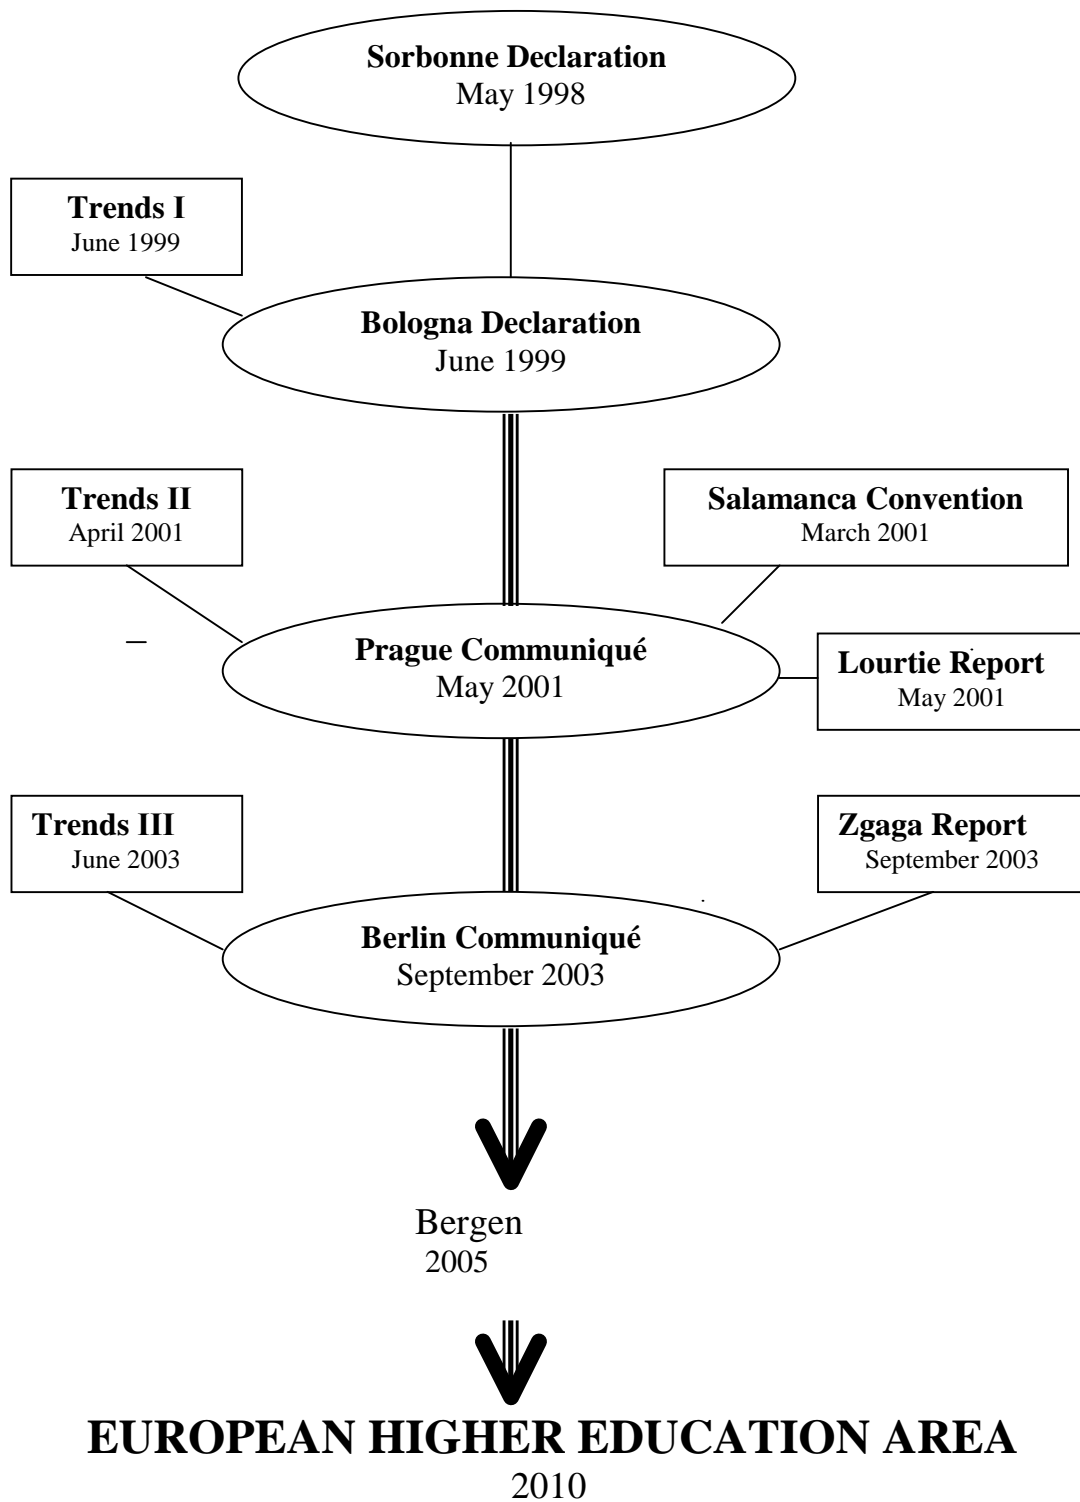 Sorbonne Declaration
May 1998
Trends I
June 1999
Bologna Declaration
June 1999
Trends II
April 2001
Salamanca Convention
March 2001
Prague Communiqué
May 2001
Lourtie Report
May 2001
Trends III
June 2003
Zgaga Report
September 2003
Berlin Communiqué
September 2003
Bergen
2005
EUROPEAN HIGHER EDUCATION AREA
2010